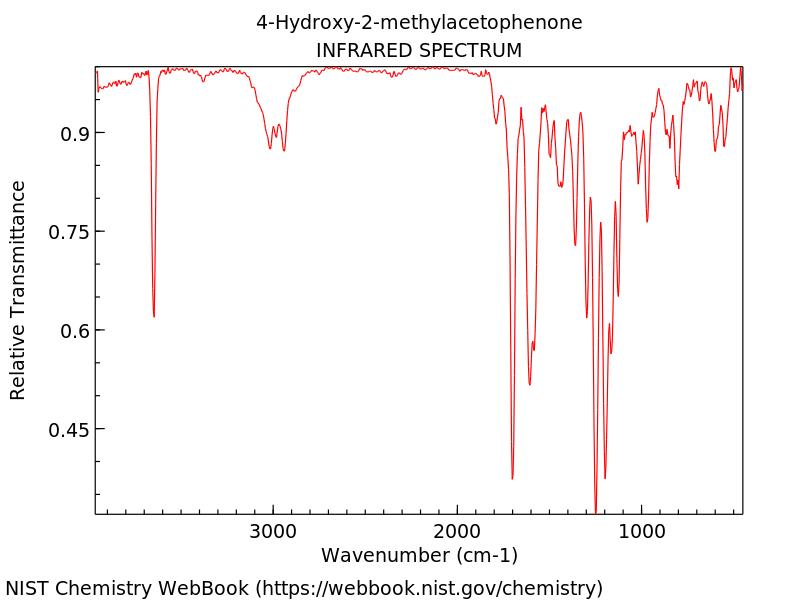 4-Hydroxy-2-methylacetophenone
INFRARED SPECTRUM
Relative Transmittance
0.9
0.75
0.6
0.45
3000 2000 1000
Wavenumber (cm-1)
NIST Chemistry WebBook (https://webbook.nist.gov/chemistry)